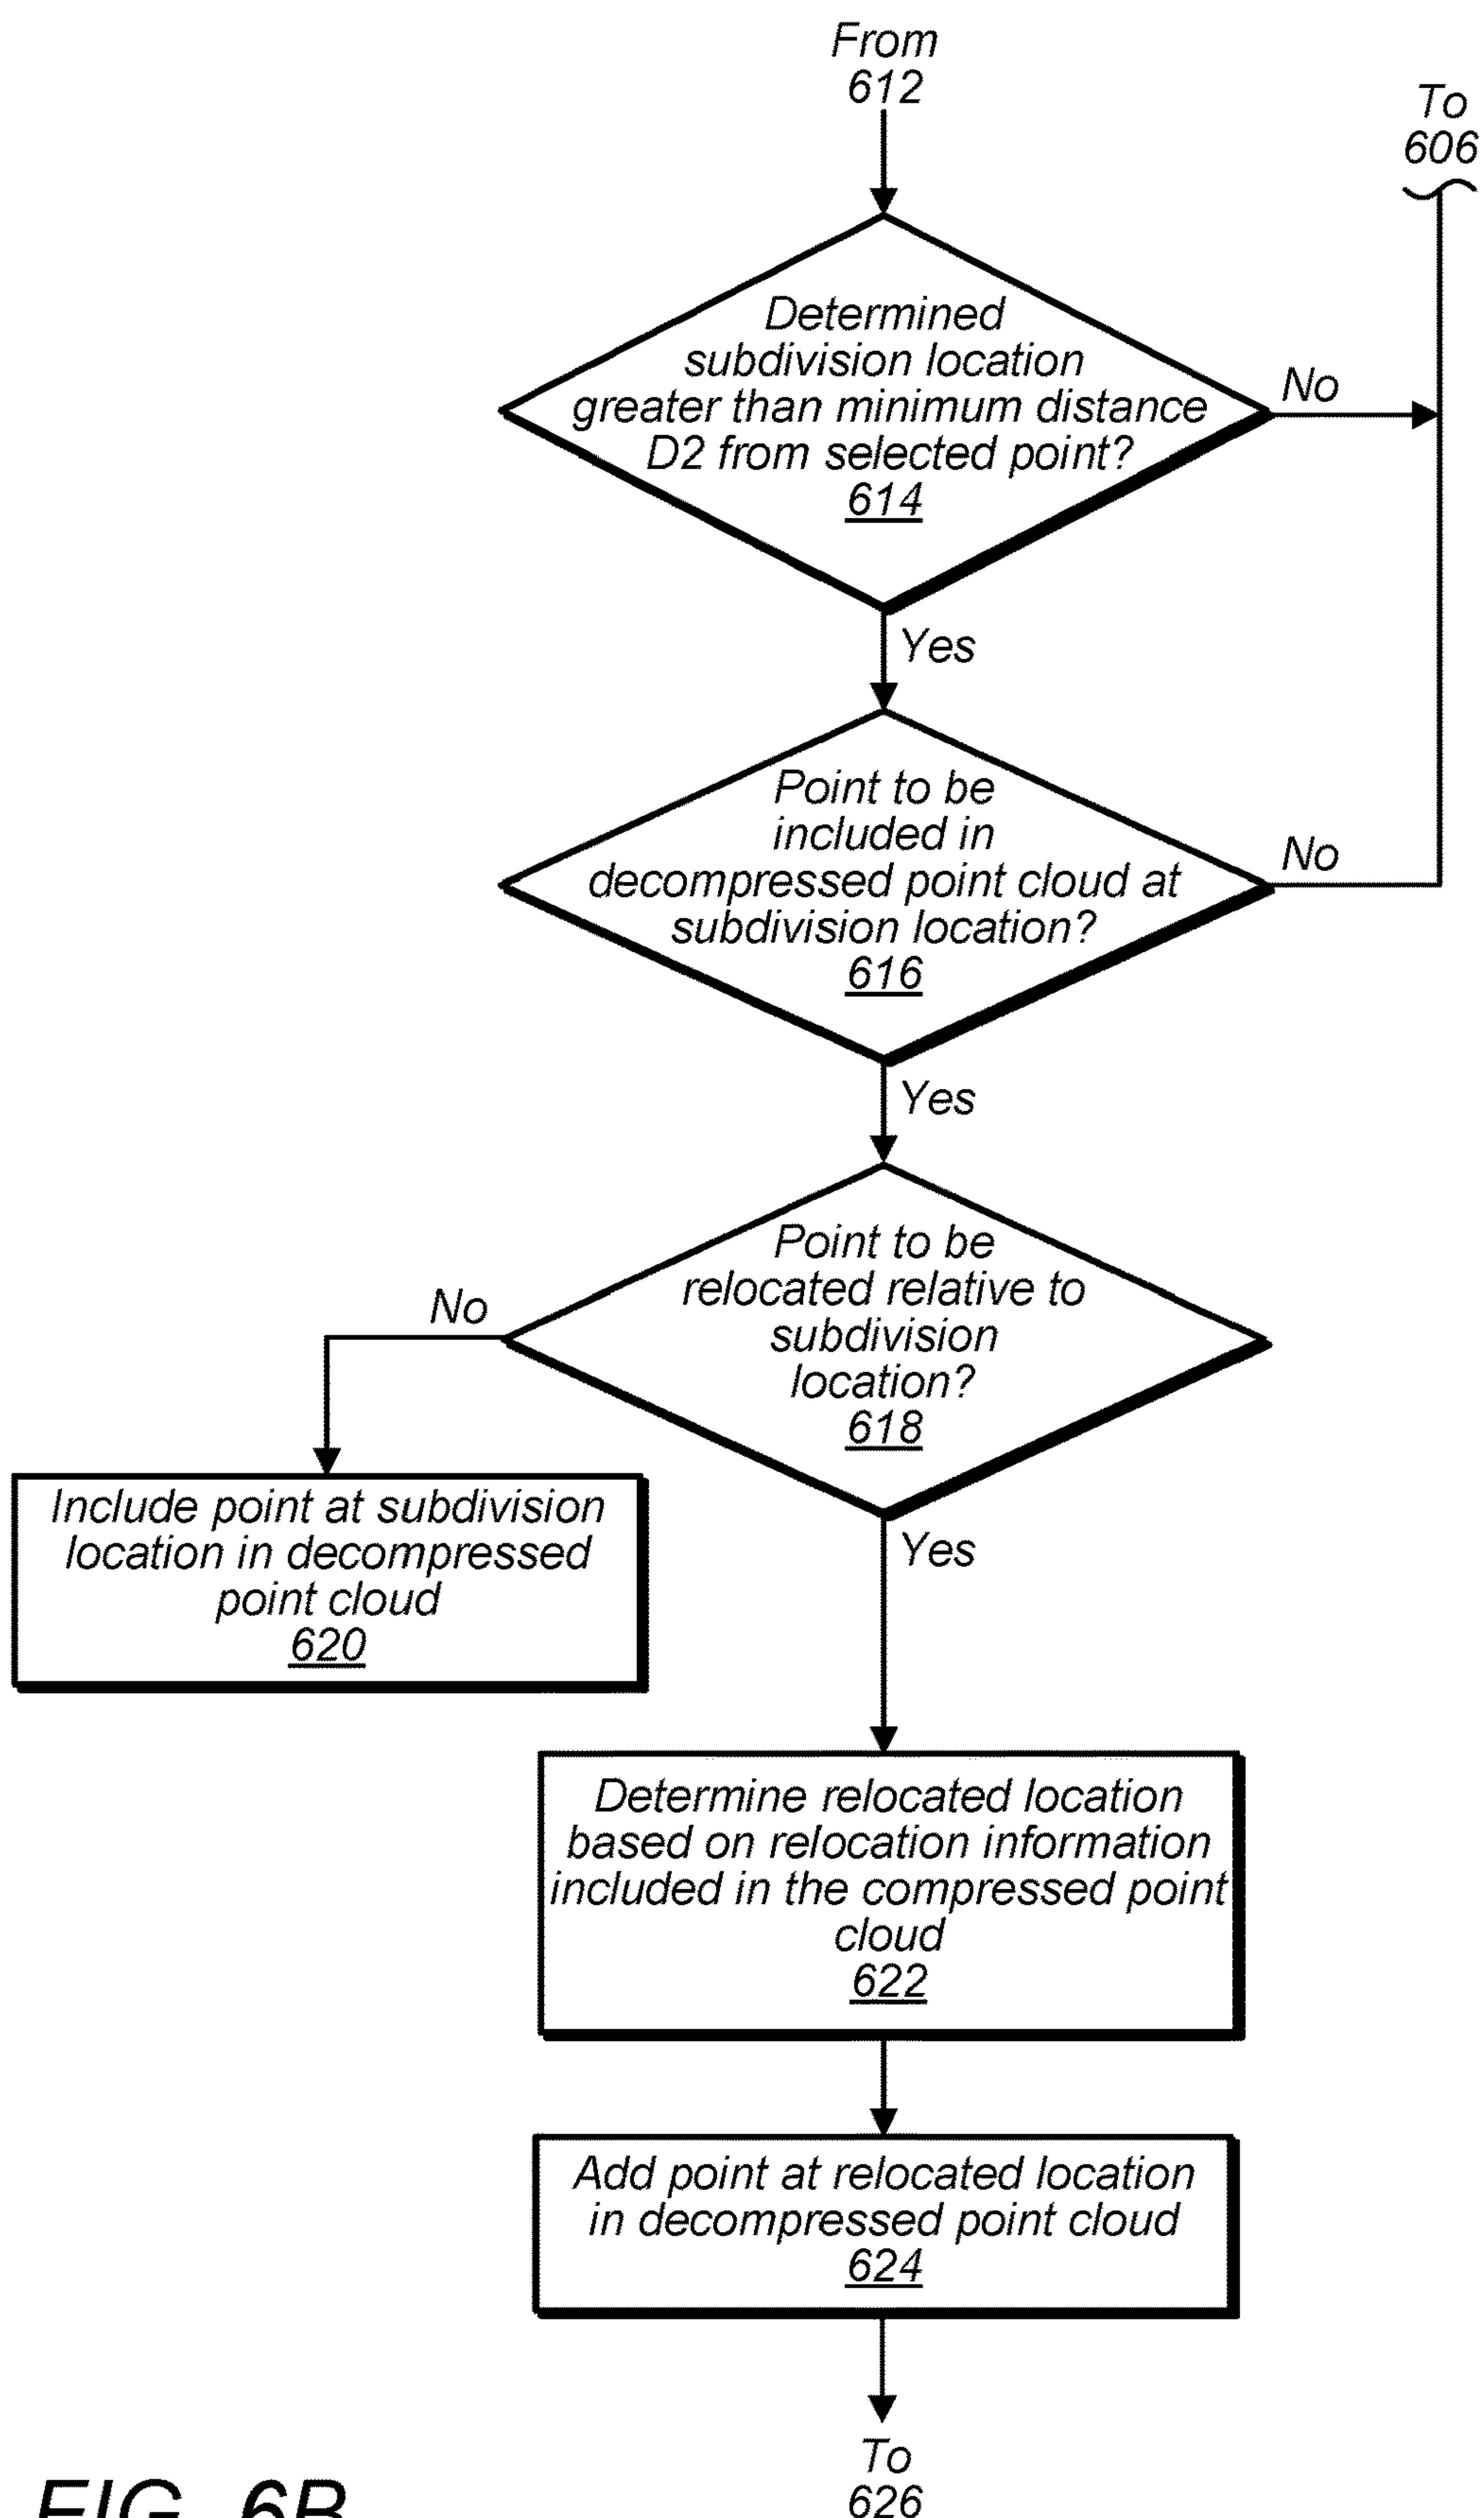 From
612
To
606
Determined
subdivision location
greater than minimum distance
D2 from selected point?
614
No
Yes
Point to be
included in
decompressed point cloud at
subdivision location?
616
No
Yes
Point to be
relocated relative to
subdivision
location?
618
No
Include point at subdivision
location in decompressed
point cloud
620
Yes
Determine relocated location
based on relocation information
included in the compressed point
cloud
622
Add point at relocated location
in decompressed point cloud
624
To
626
FIG. 6B